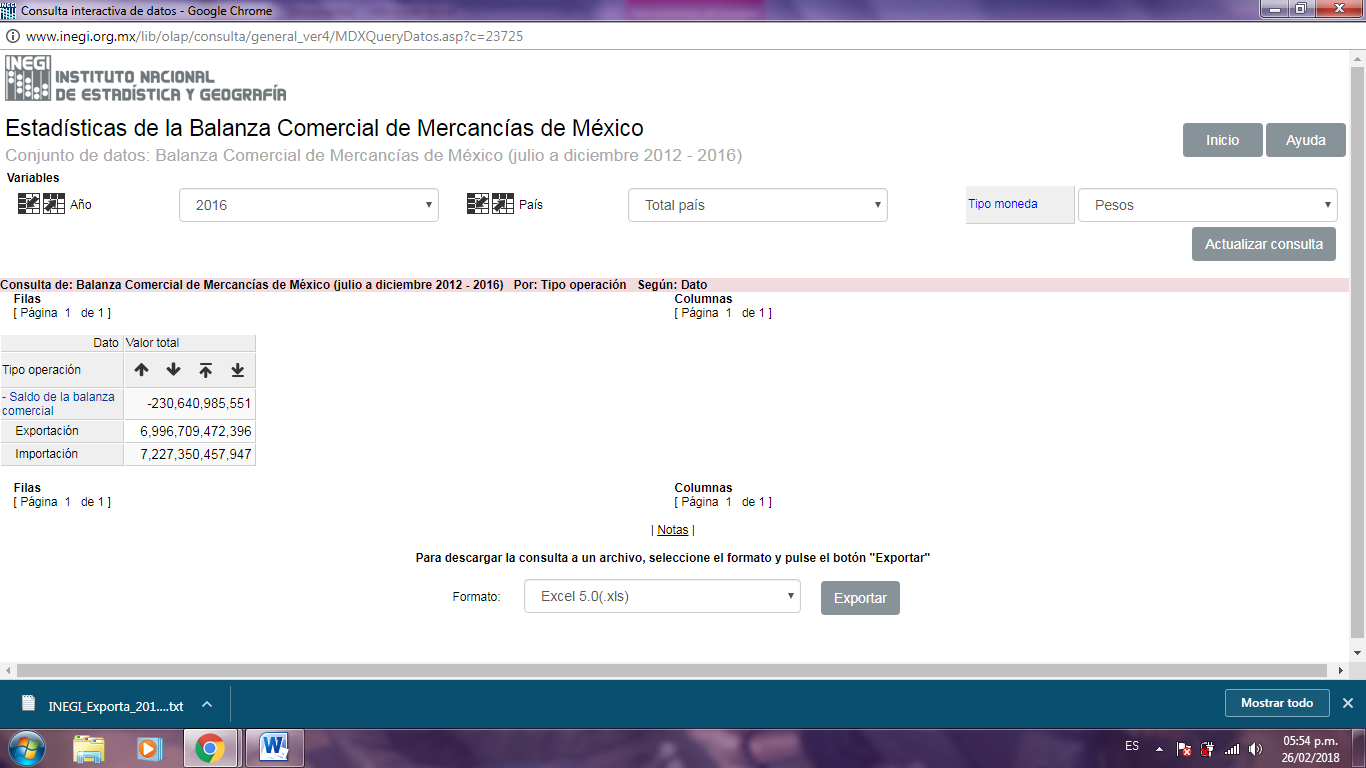 Consulta interactiva de datos - Google Chrome
www.inegi.org.mx/lib/olap/consulta/general_ver4/MDXQueryDatos.asp?c=23725
INEGI INSTITUTO NACIONAL
DE ESTADÍSTICA Y GEOGRAFÍA
Estadísticas de la Balanza Comercial de Mercancías de México
Inicio Ayuda
Conjunto de datos: Balanza Comercial de Mercancías de México (julio a diciembre 2012 - 2016)
Variables
Año 2016 País Total país Tipo moneda Pesos
Actualizar consulta
Consulta de: Balanza Comercial de Mercancías de México (julio a diciembre 2012 - 2016) Por: Tipo operación Según: Dato
Filas Columnas
[ Página 1 de 1 ] [ Página 1 de 1 ]
Dato Valor total
Tipo operación
- Saldo de la balanza
comercial -230,640,985,551
Exportación 6,996,709,472,396
Importación 7,227,350,457,947
Filas Columnas
[ Página 1 de 1 ] [ Página 1 de 1 ]
| Notas |
Para descargar la consulta a un archivo, seleccione el formato y pulse el botón "Exportar"
Formato: Excel 5.0(.xls) Exportar
INEGI_Exporta_201....txt Mostrar todo
ES 05:54 p.m.
26/02/2018